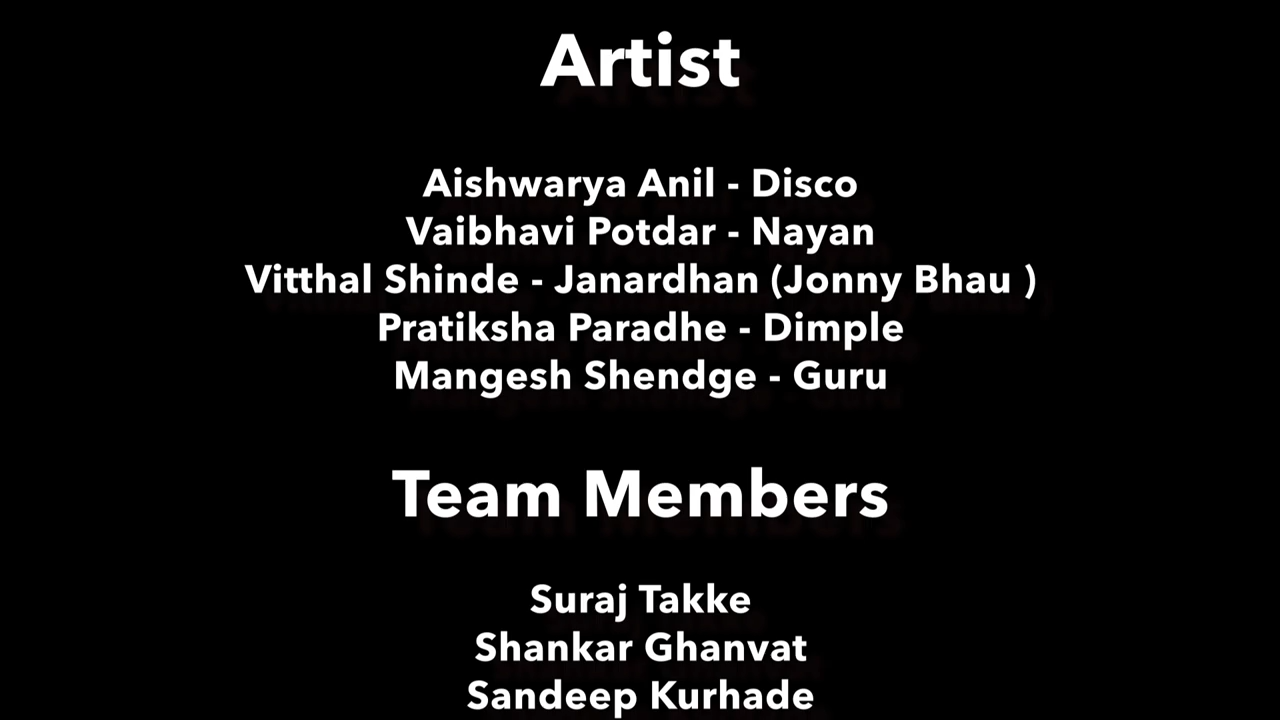 Artist
Aishwarya Anil - Disco
Vaibhavi Potdar - Nayan
Vitthal Shinde - Janardhan (Jonny Bhau )
Pratiksha Paradhe - Dimple
Mangesh Shendge - Guru
Team Members
Suraj Takke
Shankar Ghanvat
Sandeep Kurhade